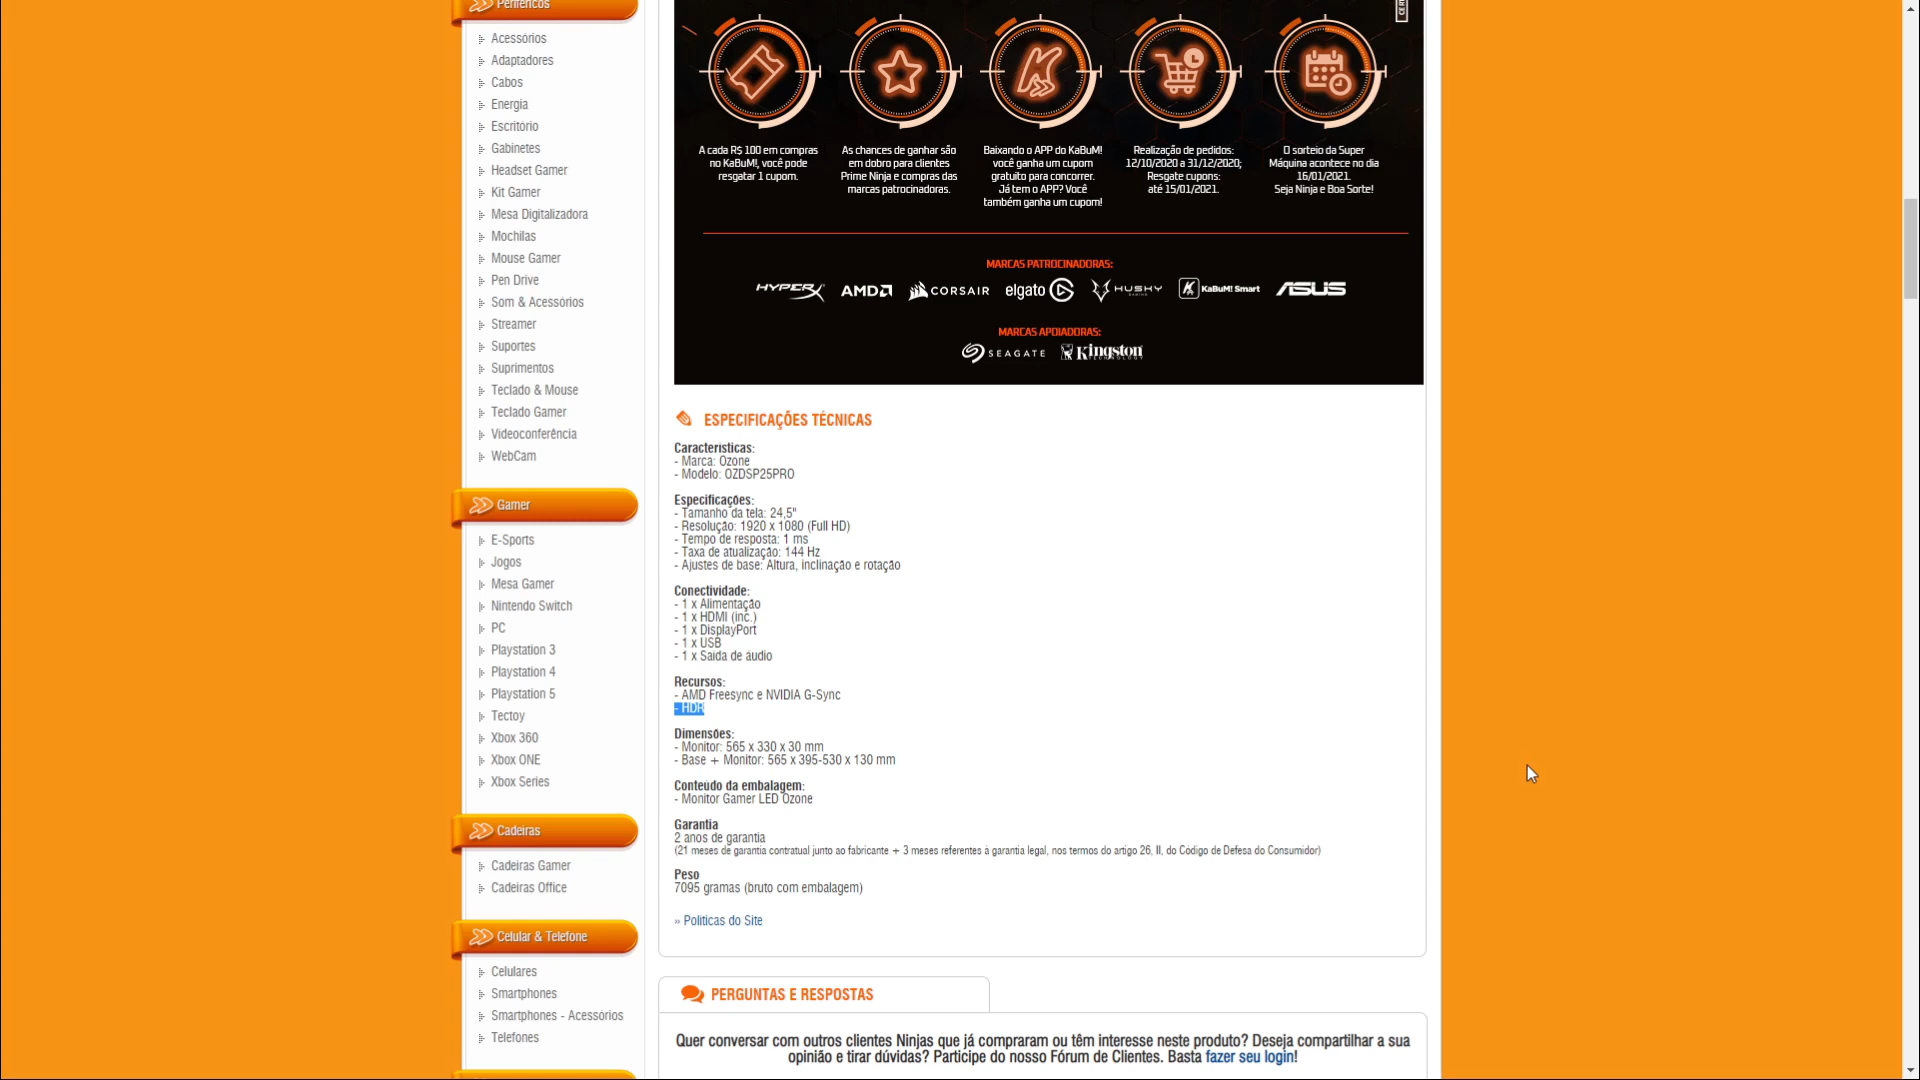 Periféricos
Acessórios
Adaptadores
Cabos
Energia
Escritório
Gabinetes
Headset Gamer
Kit Gamer
Mesa Digitalizadora
Mochilas
Mouse Gamer
Pen Drive
Som & Acessórios
Streamer
Suportes
Suprimentos
Teclado & Mouse
Teclado Gamer
Videoconferência
WebCam
Gamer
E-Sports
Jogos
Mesa Gamer
Nintendo Switch
PC
Playstation 3
Playstation 4
Playstation 5
Tectoy
Xbox 360
Xbox ONE
Xbox Series
Cadeiras
Cadeiras Gamer
Cadeiras Office
Celular & Telefone
Celulares
Smartphones
Smartphones - Acessórios
Telefones
A cada R$ 100 em compras
no KaBuM!, você pode
resgatar 1 cupom.
As chances de ganhar são
em dobro para clientes
Prime Ninja e compras das
marcas patrocinadoras.
Baixando o APP do KaBuM!
você ganha um cupom
gratuito para concorrer.
Já tem o APP? Você
também ganha um cupom!
Realização de pedidos:
12/10/2020 a 31/12/2020;
Resgate cupons:
até 15/01/2021.
O sorteio da Super
Máquina acontece no dia
16/01/2021.
Seja Ninja e Boa Sorte!
MARCAS PATROCINADORAS:
HYPERX AMD CORSAIR elgato HUSKY GAMING KaBuM! Smart ASUS
MARCAS APOIADORAS:
SEAGATE Kingston TECHNOLOGY
ESPECIFICAÇÕES TÉCNICAS
Características:
- Marca: Ozone
- Modelo: OZDSP25PRO
Especificações:
- Tamanho da tela: 24,5"
- Resolução: 1920 x 1080 (Full HD)
- Tempo de resposta: 1 ms
- Taxa de atualização: 144 Hz
- Ajustes de base: Altura, inclinação e rotação
Conectividade:
- 1 x Alimentação
- 1 x HDMI (inc.)
- 1 x DisplayPort
- 1 x USB
- 1 x Saída de áudio
Recursos:
- AMD Freesync e NVIDIA G-Sync
- HDR
Dimensões:
- Monitor: 565 x 330 x 30 mm
- Base + Monitor: 565 x 395-530 x 130 mm
Conteúdo da embalagem:
- Monitor Gamer LED Ozone
Garantia
2 anos de garantia
(21 meses de garantia contratual junto ao fabricante + 3 meses referentes à garantia legal, nos termos do artigo 26, II, do Código de Defesa do Consumidor)
Peso
7095 gramas (bruto com embalagem)
» Políticas do Site
PERGUNTAS E RESPOSTAS
Quer conversar com outros clientes Ninjas que já compraram ou têm interesse neste produto? Deseja compartilhar a sua
opinião e tirar dúvidas? Participe do nosso Fórum de Clientes. Basta fazer seu login!